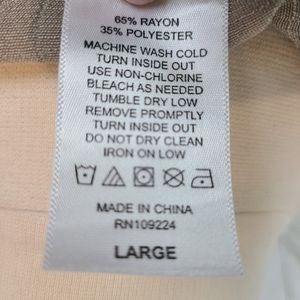 65% RAYON
35% POLYESTER
MACHINE WASH COLD
TURN INSIDE OUT
USE NON-CHLORINE
BLEACH AS NEEDED
TUMBLE DRY LOW
REMOVE PROMPTLY
TURN INSIDE OUT
DO NOT DRY CLEAN
IRON ON LOW
MADE IN CHINA
RN109224
LARGE